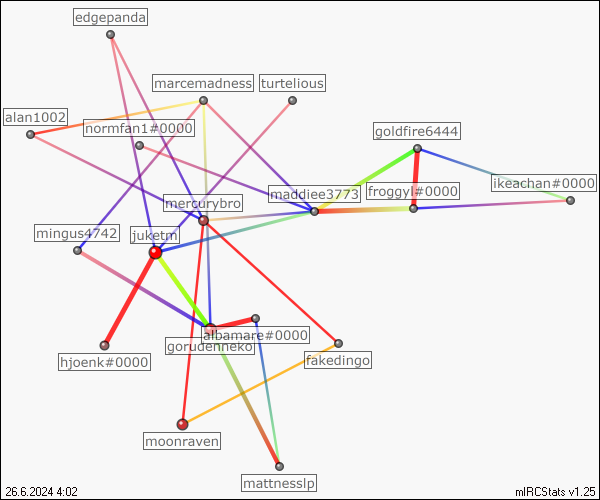 edgepanda
marcemadness
turtelious
alan1002
normfan1#0000
goldfire6444
maddiee3773
froggyl#0000
ikeachan#0000
mercurybro
mingus4742
juketm
albamare#0000
gorudenneko
hjoenk#0000
fakedingo
moonraven
mattnesslp
26.6.2024 4:02
mIRCStats v1.25